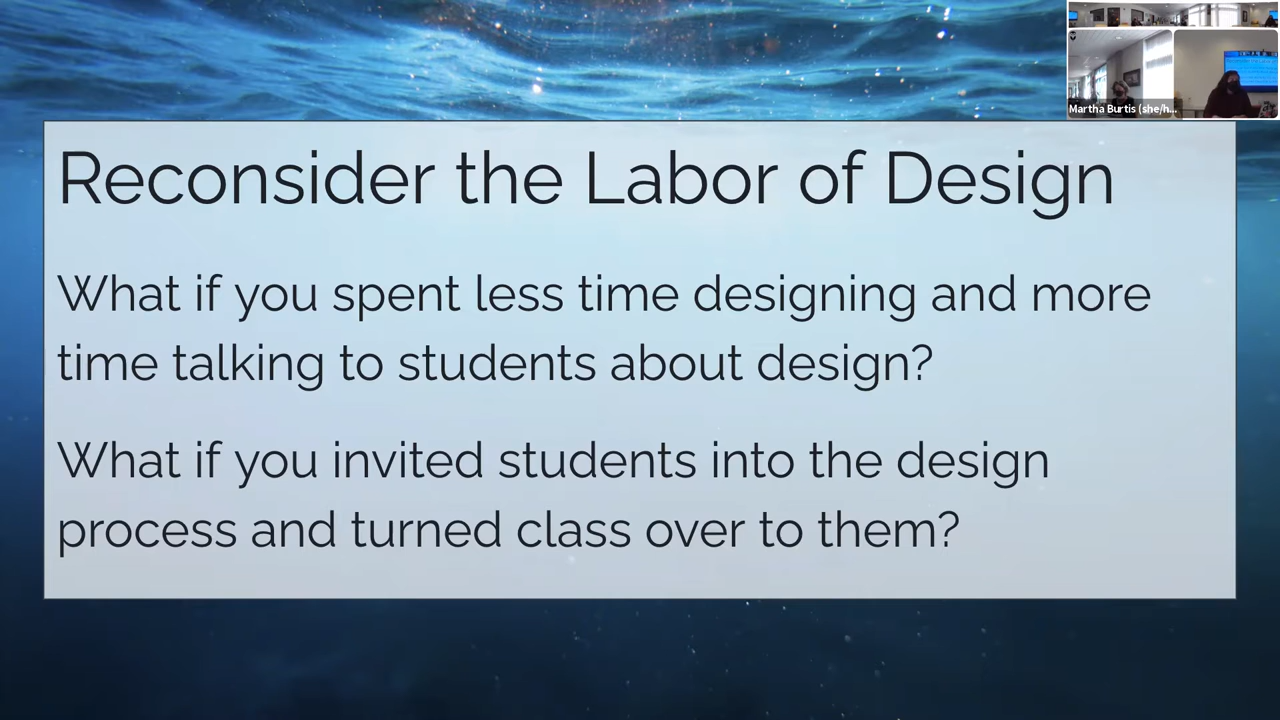 Martha Burtis (she/h...
Reconsider the Labor of Design
What if you spent less time designing and more
time talking to students about design?
What if you invited students into the design
process and turned class over to them?